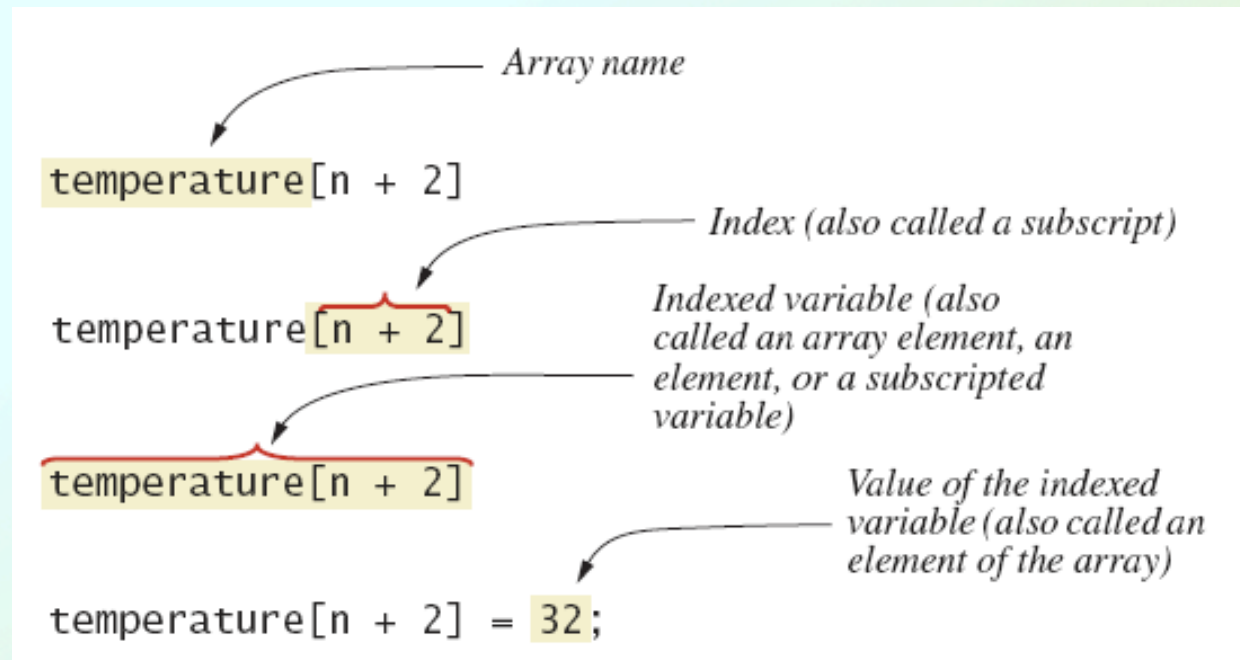 Array name
temperature[n + 2]
Index (also called a subscript)
temperature[n + 2]
Indexed variable (also
called an array element, an
element, or a subscripted
variable)
temperature[n + 2]
Value of the indexed
variable (also called an
element of the array)
temperature[n + 2] = 32;